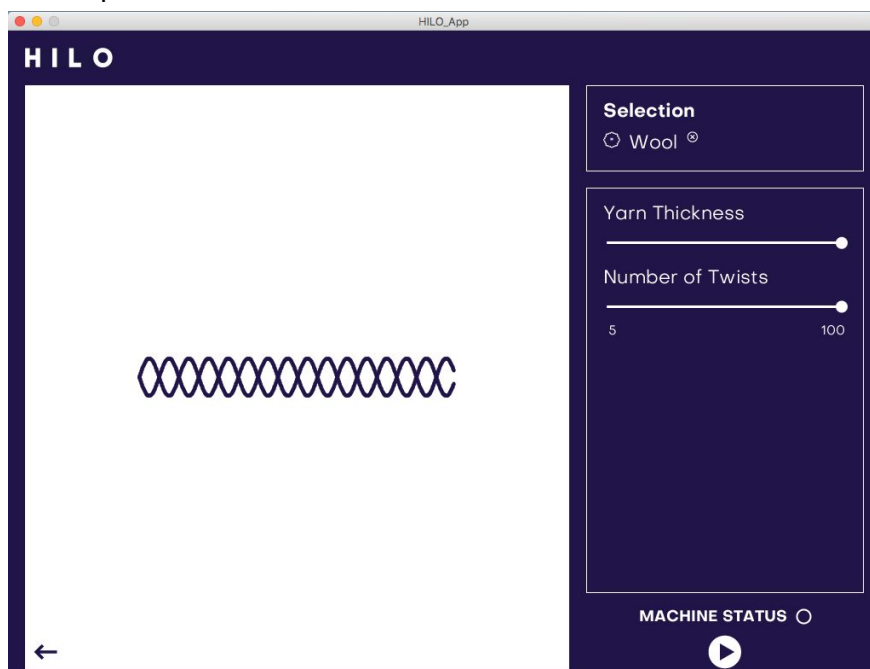 HILO_App
HILO
Selection
Wool
Yarn Thickness
Number of Twists
5 100
MACHINE STATUS